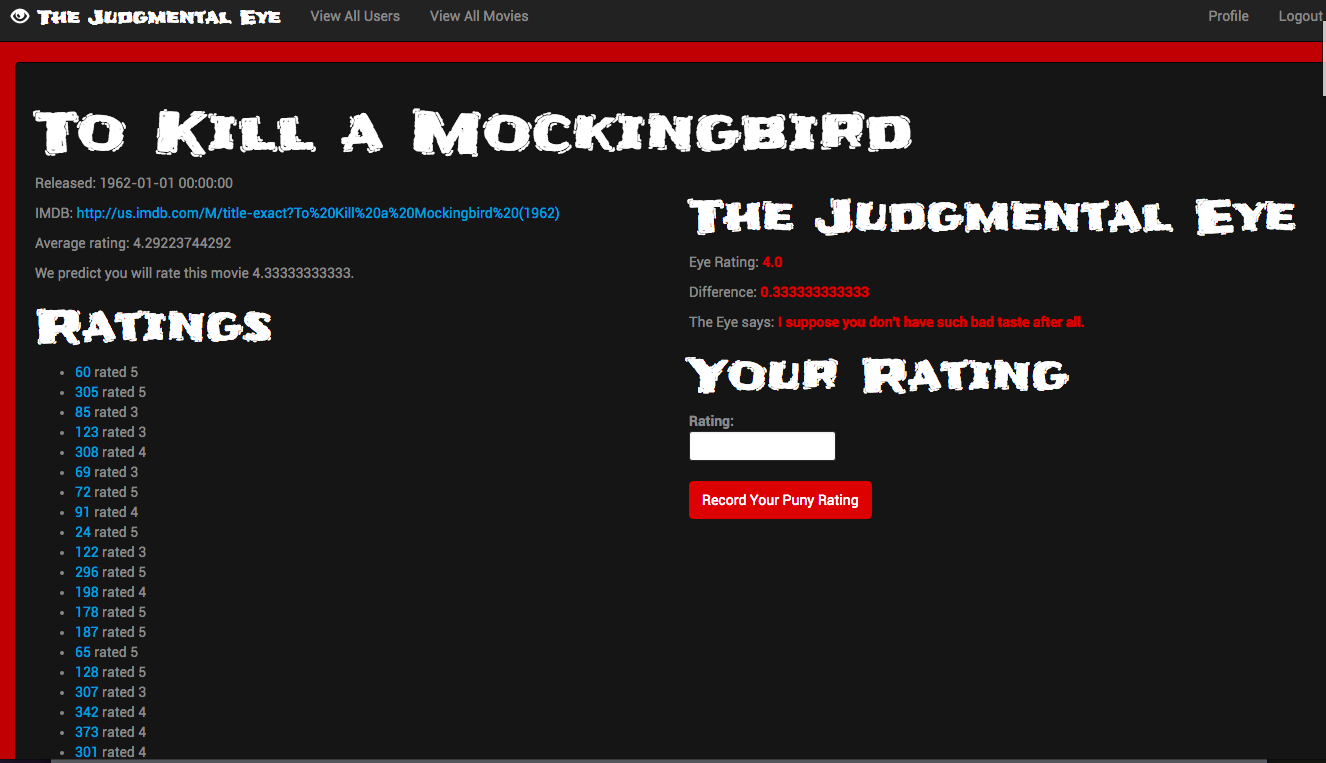 The Judgmental Eye View All Users View All Movies Profile Logout
To Kill a Mockingbird
Released: 1962-01-01 00:00:00
IMDB: http://us.imdb.com/M/title-exact?To%20Kill%20a%20Mockingbird%20(1962)
Average rating: 4.29223744292
We predict you will rate this movie 4.33333333333.
Ratings
60 rated 5
305 rated 5
85 rated 3
123 rated 3
308 rated 4
69 rated 3
72 rated 5
91 rated 4
24 rated 5
122 rated 3
296 rated 5
198 rated 4
178 rated 5
187 rated 5
65 rated 5
128 rated 5
307 rated 3
342 rated 4
373 rated 4
301 rated 4
The Judgmental Eye
Eye Rating: 4.0
Difference: 0.333333333333
The Eye says: I suppose you don't have such bad taste after all.
Your Rating
Rating:
Record Your Puny Rating